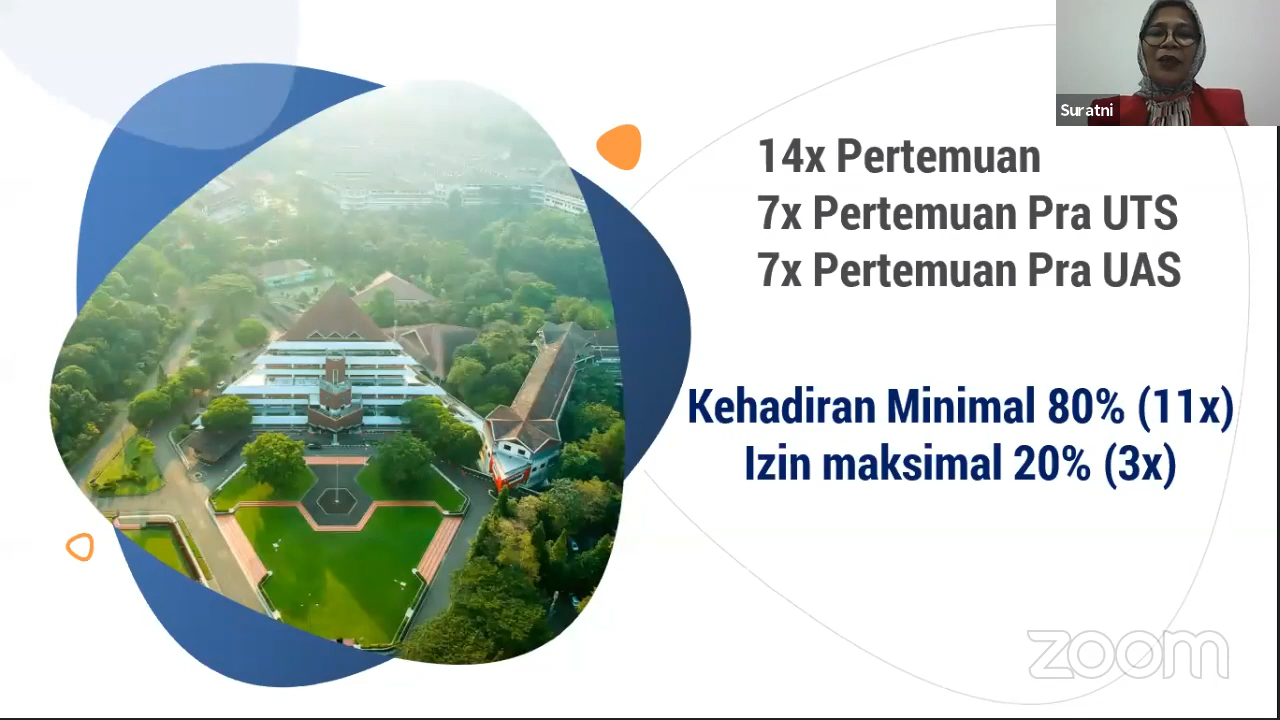 Suratni
14x Pertemuan
7x Pertemuan Pra UTS
7x Pertemuan Pra UAS
Kehadiran Minimal 80% (11x)
Izin maksimal 20% (3x)
zoom